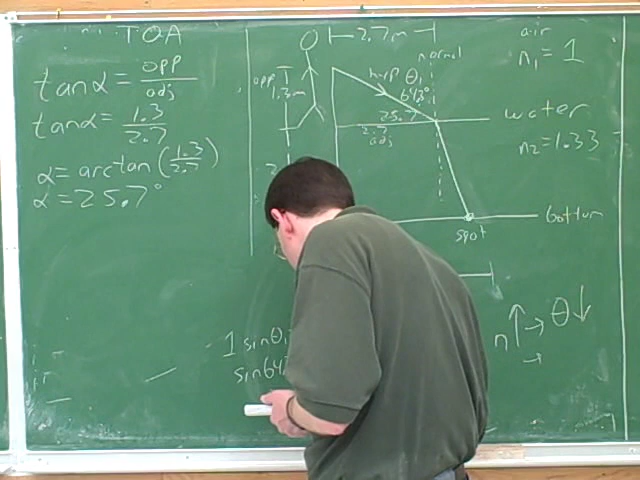 TOA
tanα = opp/adj
tanα = 1.3/2.7
α = arctan(1.3/2.7)
α = 25.7°
2.7m
normal
opp
1.3m
hyp
θ₁
64.3°
25.7
2.7
adj
2
air
n₁ = 1
water
n₂ = 1.33
bottom
spot
1 sinθ₁
sin64.3
n↑ → θ↓
→